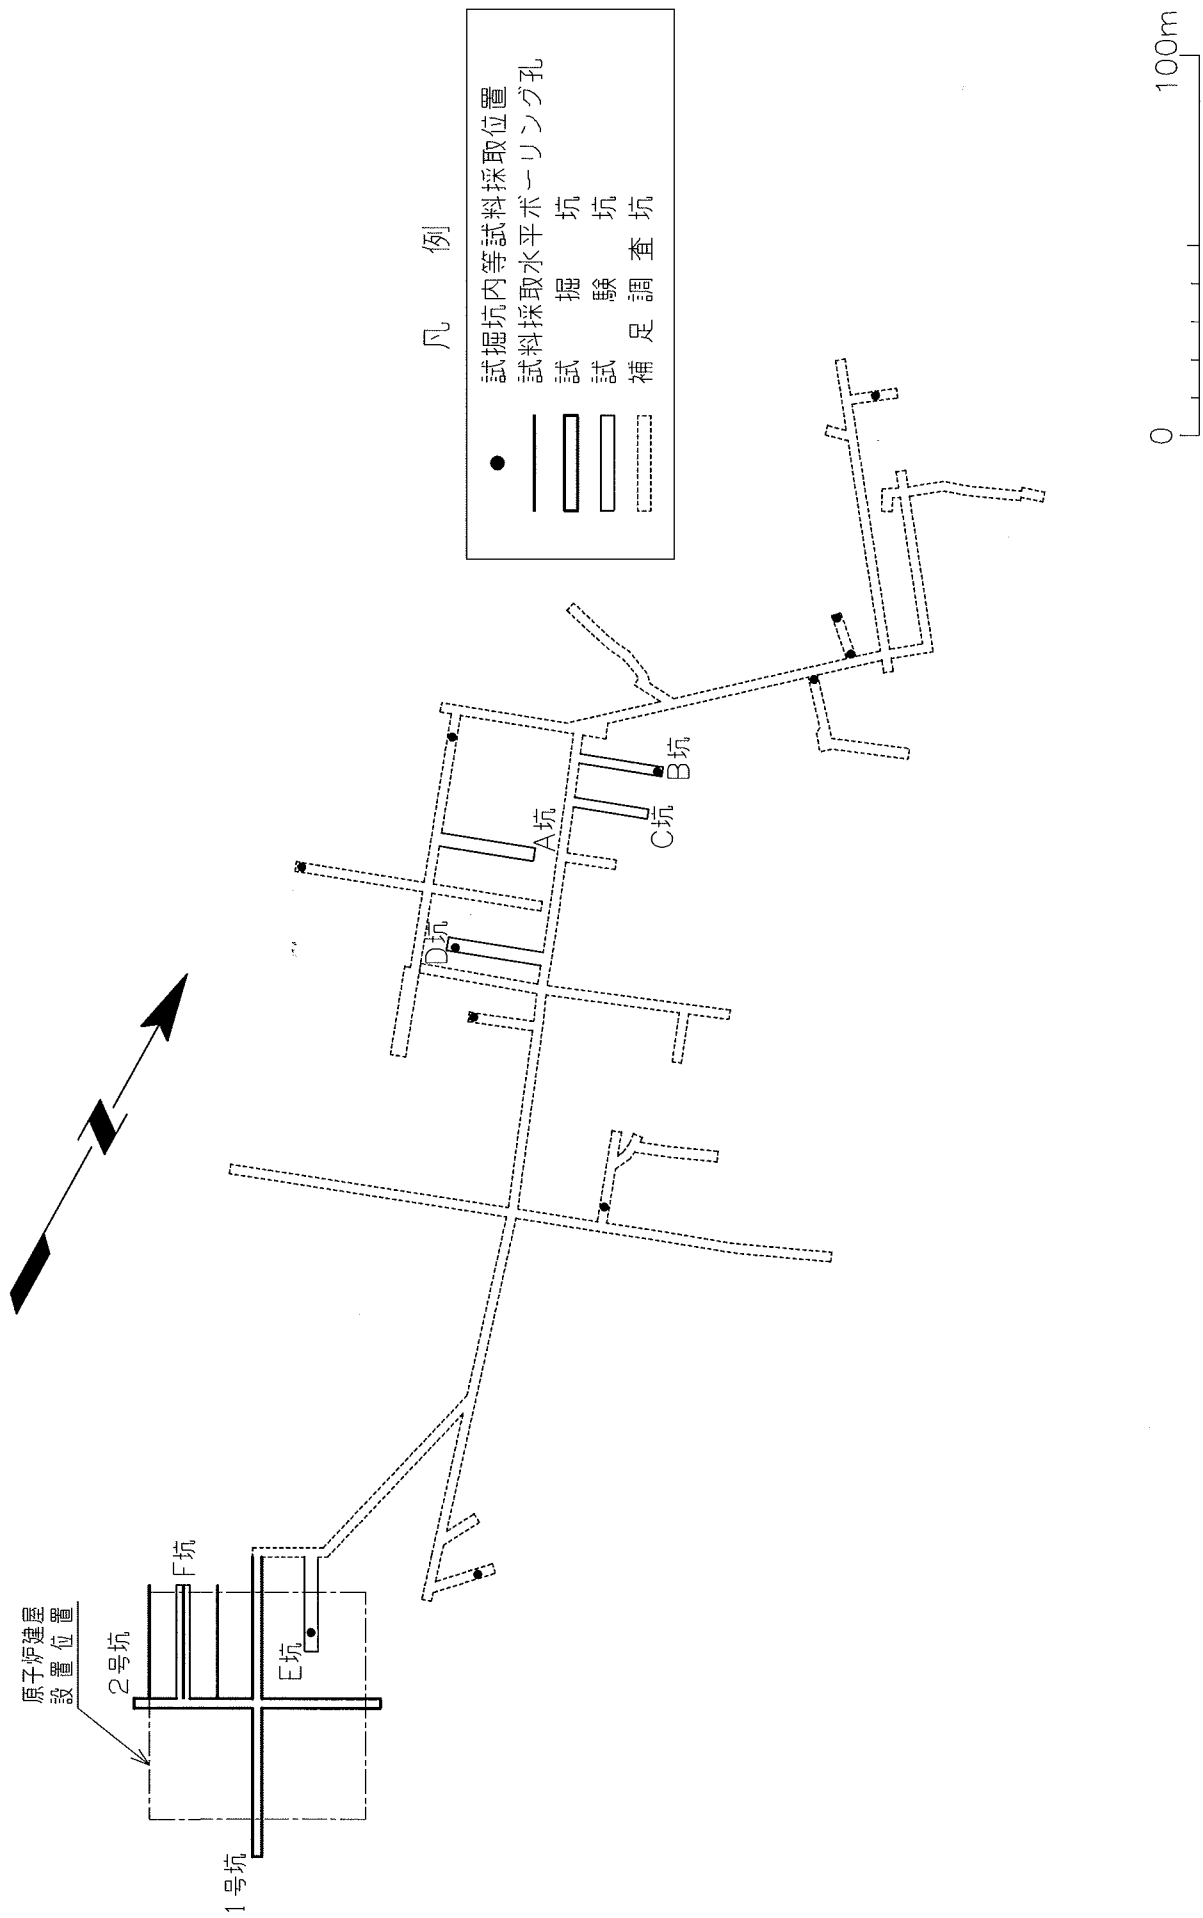 凡例
試掘坑内等試料採取位置
試料採取水平ボーリング孔
試掘坑
試験坑
補足調査坑
原子炉建屋
設置位置
1号坑
2号坑
F坑
E坑
D坑
A坑
C坑
B坑
N
0
100m